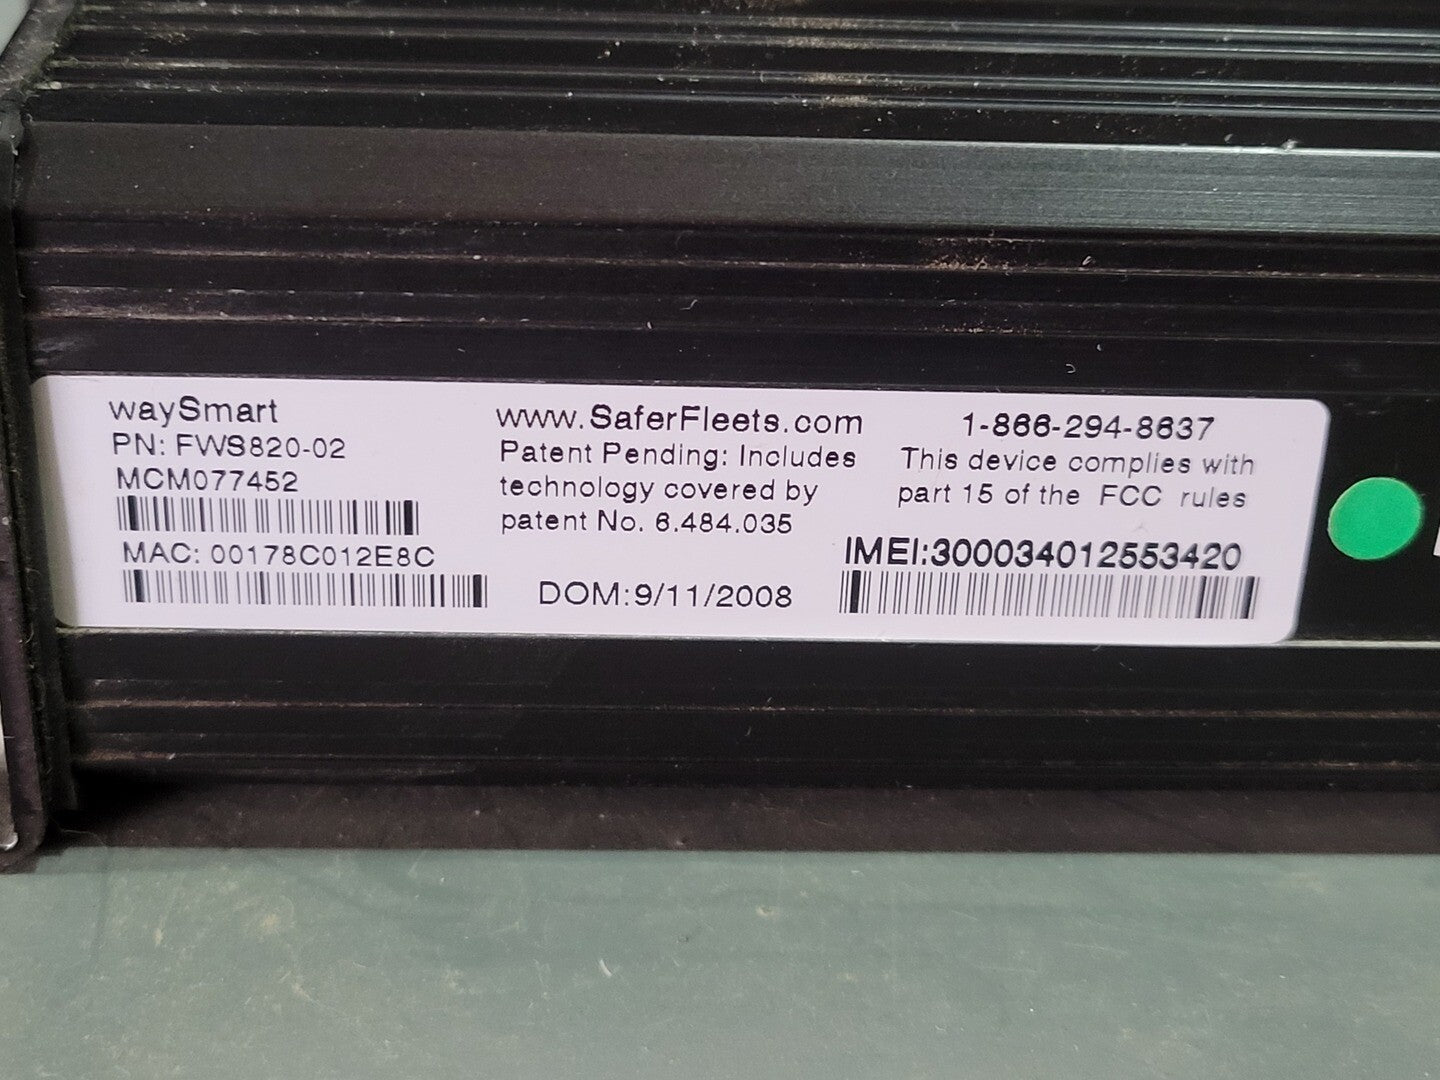 waySmart
PN: FWS820-02
MCM077452
MAC: 00178C012E8C
www.SaferFleets.com
Patent Pending: Includes
technology covered by
patent No. 6.484.035
DOM:9/11/2008
1-866-294-8637
This device complies with
part 15 of the FCC rules
IMEI:300034012553420